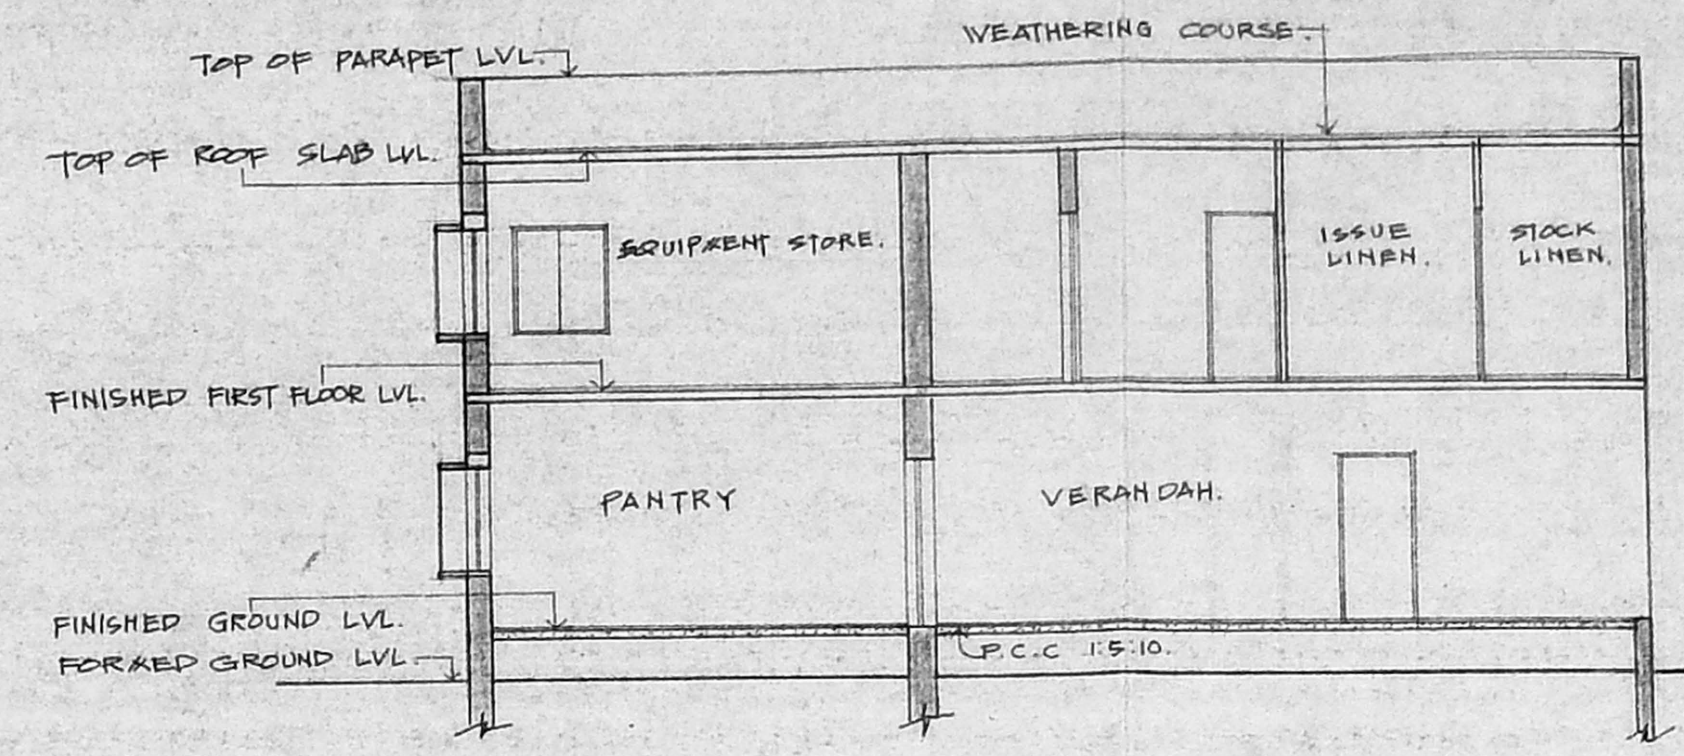 WEATHERING COURSE
TOP OF PARAPET LVL.
TOP OF ROOF SLAB LVL.
EQUIPMENT STORE.
ISSUE
LINEN.
STOCK
LINEN.
FINISHED FIRST FLOOR LVL.
PANTRY
VERANDAH.
FINISHED GROUND LVL.
FORMED GROUND LVL
P.C.C 1:5:10.